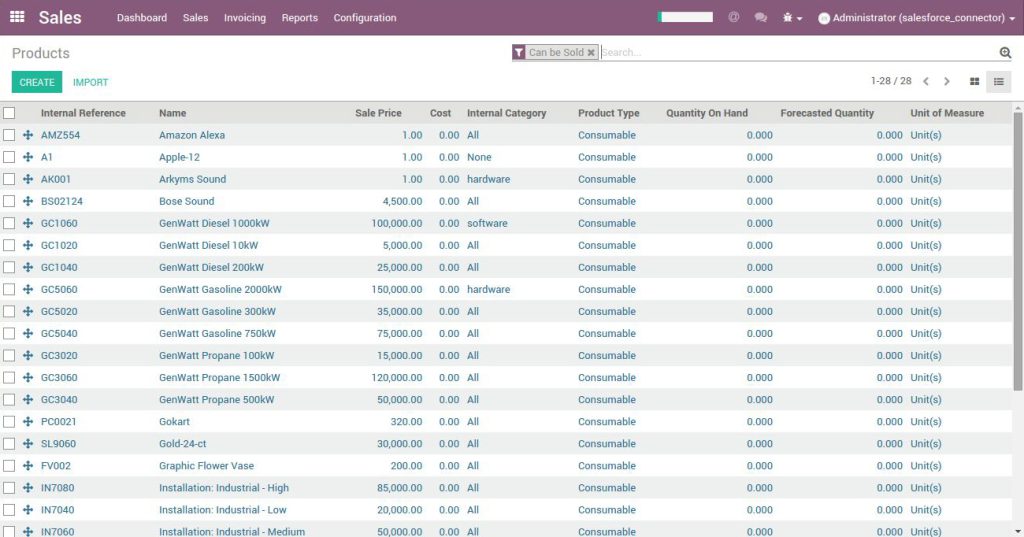 Sales Dashboard Sales Invoicing Reports Configuration @ Administrator (salesforce_connector)
Products Can be Sold Search...
CREATE IMPORT 1-28 / 28
Internal Reference Name Sale Price Cost Internal Category Product Type Quantity On Hand Forecasted Quantity Unit of Measure
AMZ554 Amazon Alexa 1.00 0.00 All Consumable 0.000 0.000 Unit(s)
A1 Apple-12 1.00 0.00 None Consumable 0.000 0.000 Unit(s)
AK001 Arkyms Sound 1.00 0.00 hardware Consumable 0.000 0.000 Unit(s)
BS02124 Bose Sound 4,500.00 0.00 All Consumable 0.000 0.000 Unit(s)
GC1060 GenWatt Diesel 1000kW 100,000.00 0.00 software Consumable 0.000 0.000 Unit(s)
GC1020 GenWatt Diesel 10kW 5,000.00 0.00 All Consumable 0.000 0.000 Unit(s)
GC1040 GenWatt Diesel 200kW 25,000.00 0.00 All Consumable 0.000 0.000 Unit(s)
GC5060 GenWatt Gasoline 2000kW 150,000.00 0.00 hardware Consumable 0.000 0.000 Unit(s)
GC5020 GenWatt Gasoline 300kW 35,000.00 0.00 All Consumable 0.000 0.000 Unit(s)
GC5040 GenWatt Gasoline 750kW 75,000.00 0.00 All Consumable 0.000 0.000 Unit(s)
GC3020 GenWatt Propane 100kW 15,000.00 0.00 All Consumable 0.000 0.000 Unit(s)
GC3060 GenWatt Propane 1500kW 120,000.00 0.00 All Consumable 0.000 0.000 Unit(s)
GC3040 GenWatt Propane 500kW 50,000.00 0.00 All Consumable 0.000 0.000 Unit(s)
PC0021 Gokart 320.00 0.00 All Consumable 0.000 0.000 Unit(s)
SL9060 Gold-24-ct 30,000.00 0.00 All Consumable 0.000 0.000 Unit(s)
FV002 Graphic Flower Vase 200.00 0.00 All Consumable 0.000 0.000 Unit(s)
IN7080 Installation: Industrial - High 85,000.00 0.00 All Consumable 0.000 0.000 Unit(s)
IN7040 Installation: Industrial - Low 20,000.00 0.00 All Consumable 0.000 0.000 Unit(s)
IN7060 Installation: Industrial - Medium 50,000.00 0.00 All Consumable 0.000 0.000 Unit(s)